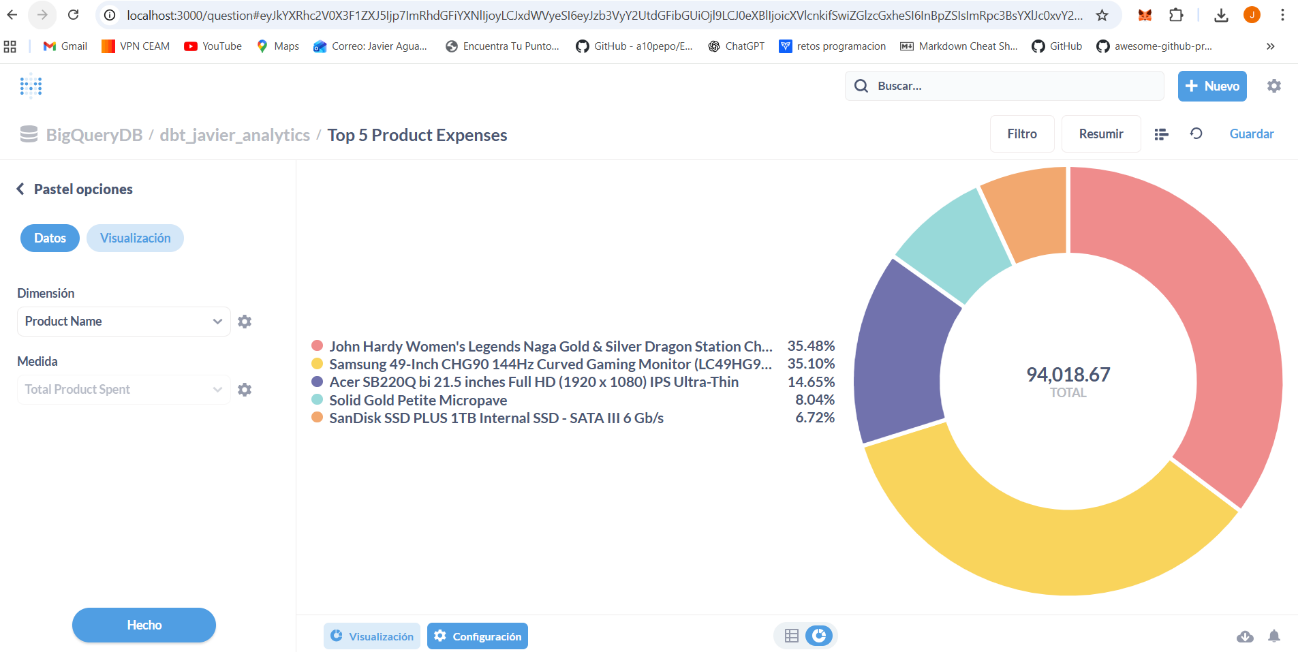 localhost:3000/question#eyJkYXRhc2V0X3F1ZXJ5Ijp7ImRhdGFiYXNlIjoyLCJxdWVyeSI6eyJzb3VyY2UtdGFibGUiOjl9LCJ0eXBlIjoicXVlcnkifSwiZGlzcGxheSI6InBpZSIsImRpc3BsYXlJc0xvY2...
Gmail VPN CEAM YouTube Maps Correo: Javier Agua... Encuentra Tu Punto... GitHub - a10pepo/E... ChatGPT retos programacion Markdown Cheat Sh... GitHub awesome-github-pr... »
Buscar...
+ Nuevo
BigQueryDB / dbt_javier_analytics / Top 5 Product Expenses
Filtro Resumir Guardar
Pastel opciones
Datos Visualización
Dimensión
Product Name
Medida
Total Product Spent
John Hardy Women's Legends Naga Gold & Silver Dragon Station Ch... 35.48%
Samsung 49-Inch CHG90 144Hz Curved Gaming Monitor (LC49HG9... 35.10%
Acer SB220Q bi 21.5 inches Full HD (1920 x 1080) IPS Ultra-Thin 14.65%
Solid Gold Petite Micropave 8.04%
SanDisk SSD PLUS 1TB Internal SSD - SATA III 6 Gb/s 6.72%
94,018.67
TOTAL
Hecho
Visualización Configuración
J